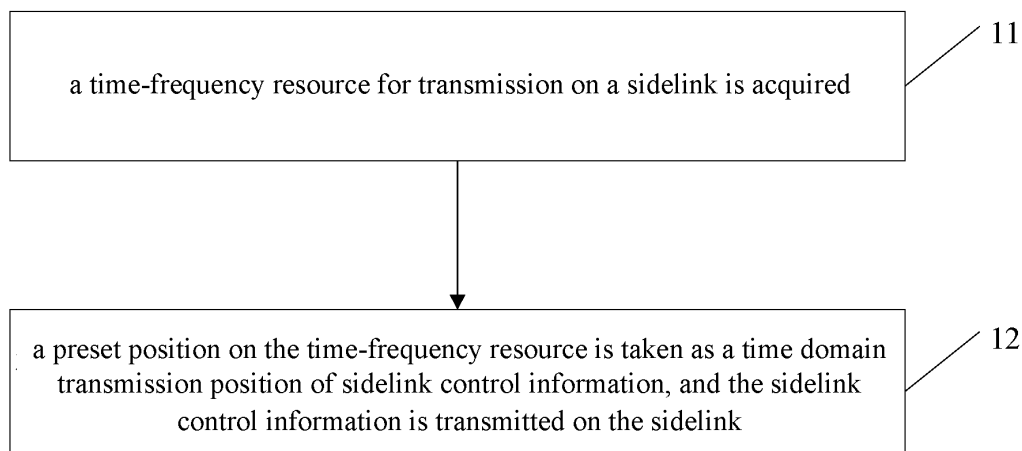 11
a time-frequency resource for transmission on a sidelink is acquired
12
a preset position on the time-frequency resource is taken as a time domain
transmission position of sidelink control information, and the sidelink
control information is transmitted on the sidelink